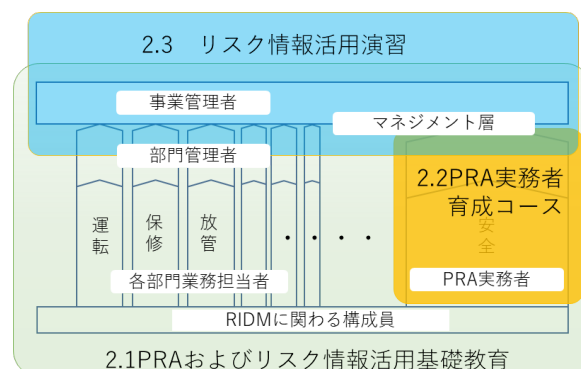 2.3 リスク情報活用演習
事業管理者
マネジメント層
部門管理者
2.2PRA実務者
育成コース
運転
保修
放管
・・・・
安全
各部門業務担当者
PRA実務者
RIDMに関わる構成員
2.1PRAおよびリスク情報活用基礎教育